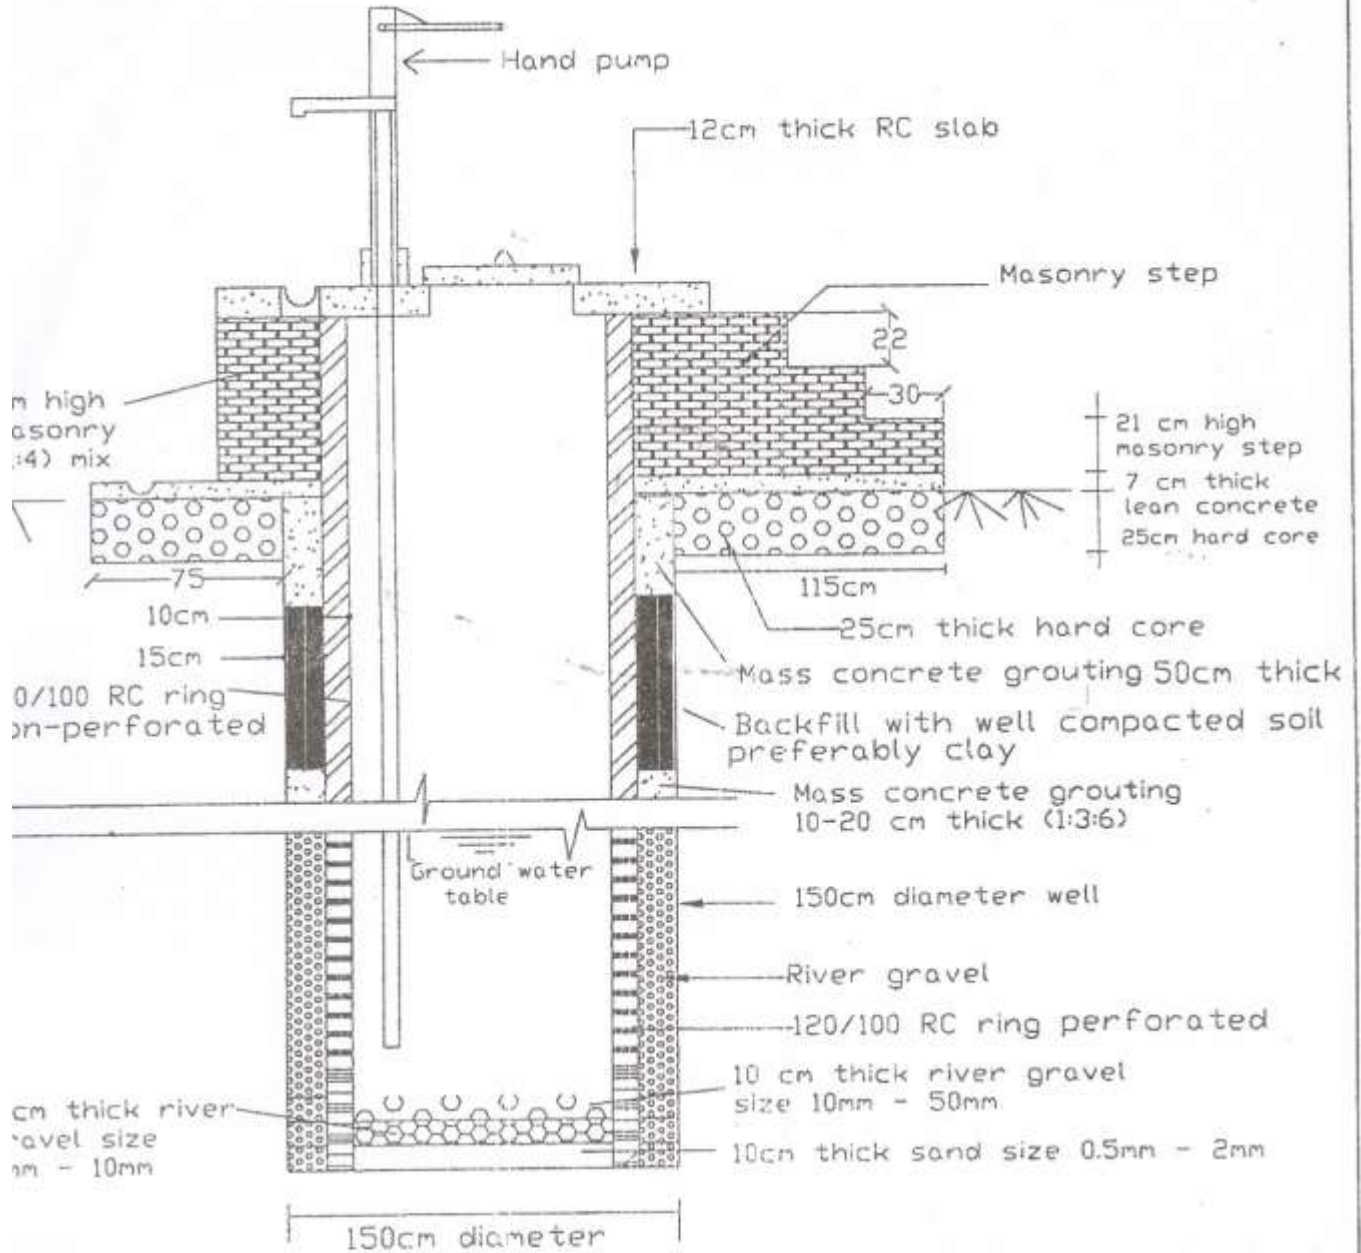 Hand pump
12cm thick RC slab
Masonry step
22
30
m high
asonry
:4) mix
21 cm high
masonry step
7 cm thick
lean concrete
25cm hard core
75
115cm
10cm
15cm
25cm thick hard core
Mass concrete grouting 50cm thick
0/100 RC ring
on-perforated
Backfill with well compacted soil
preferably clay
Mass concrete grouting
10-20 cm thick (1:3:6)
Ground water
table
150cm diameter well
River gravel
120/100 RC ring perforated
10 cm thick river gravel
size 10mm - 50mm
cm thick river
ravel size
m - 10mm
10cm thick sand size 0.5mm - 2mm
150cm diameter